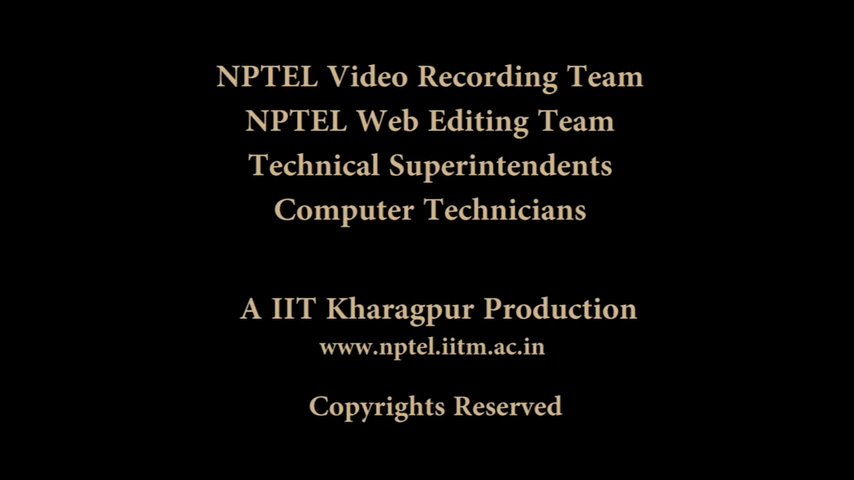 NPTEL Video Recording Team
NPTEL Web Editing Team
Technical Superintendents
Computer Technicians
A IIT Kharagpur Production
www.nptel.iitm.ac.in
Copyrights Reserved